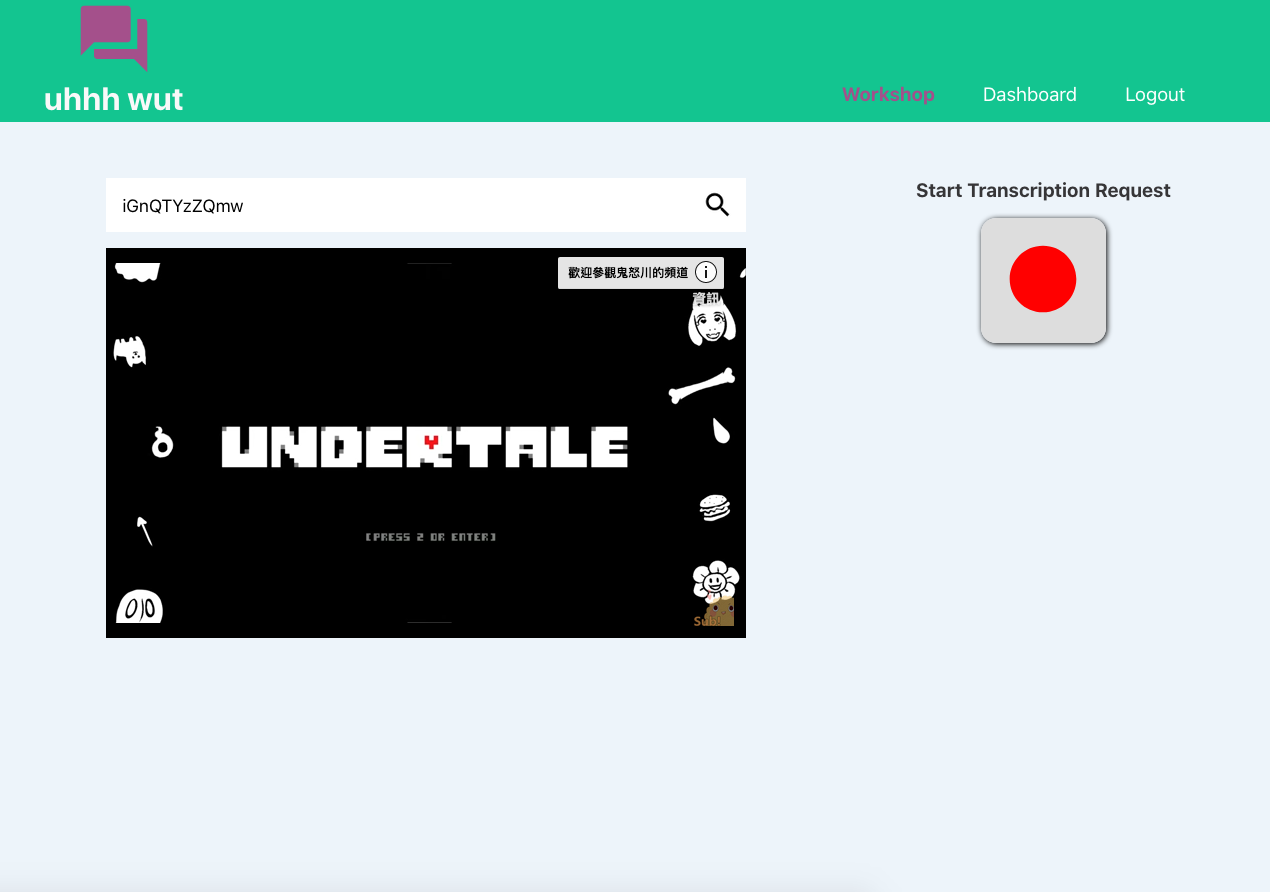 uhhh wut
Workshop
Dashboard
Logout
iGnQTYzZQmw
Start Transcription Request
歡迎參觀鬼怒川的頻道
資訊
UNDERTALE
[PRESS Z OR ENTER]
Sub!